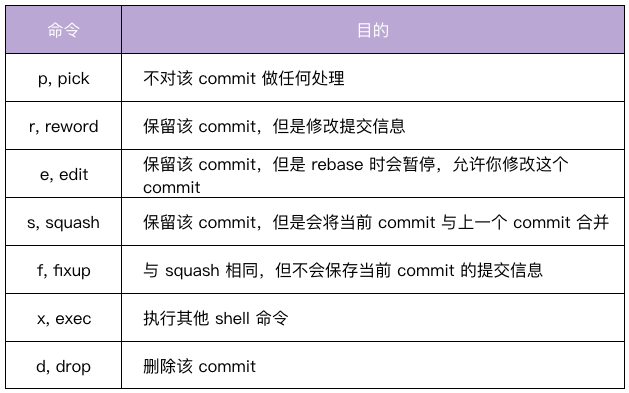 命令 目的
p, pick 不对该 commit 做任何处理
r, reword 保留该 commit，但是修改提交信息
e, edit 保留该 commit，但是 rebase 时会暂停，允许你修改这个
commit
s, squash 保留该 commit，但是会将当前 commit 与上一个 commit 合并
f, fixup 与 squash 相同，但不会保存当前 commit 的提交信息
x, exec 执行其他 shell 命令
d, drop 删除该 commit